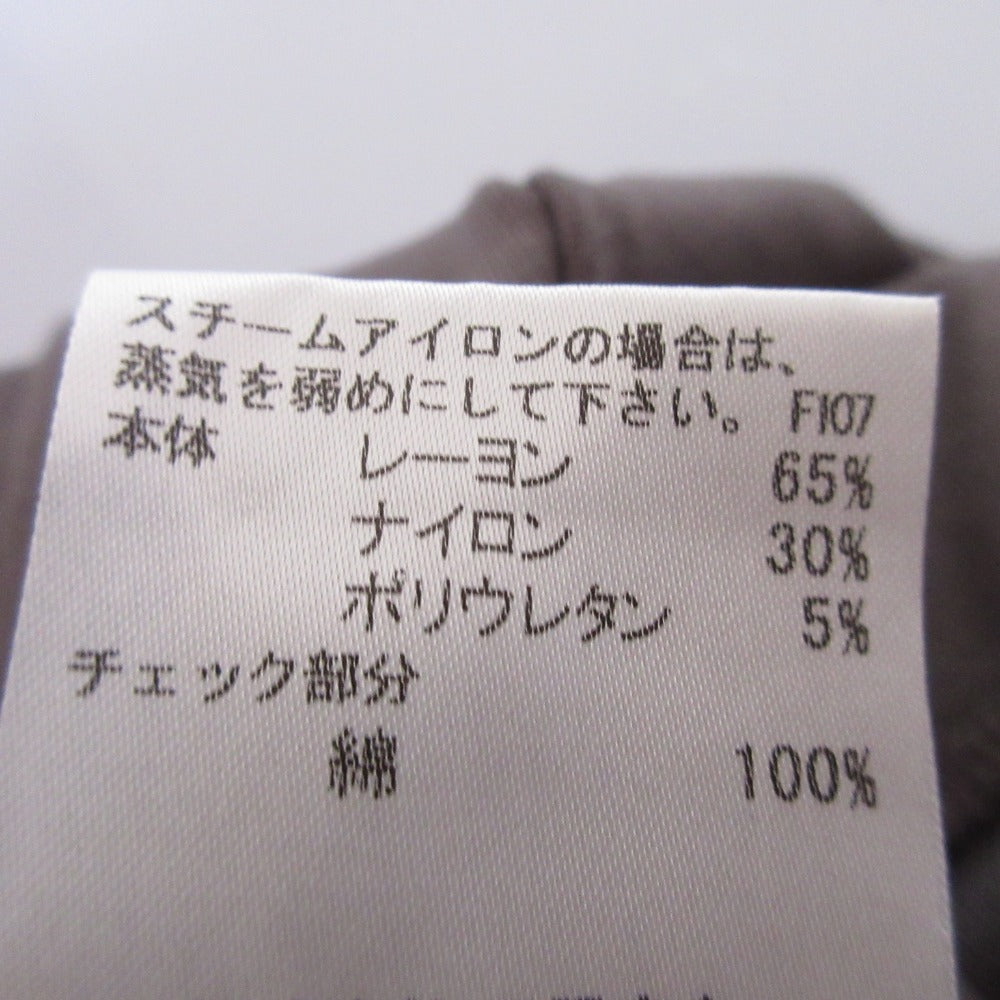 スチームアイロンの場合は、
蒸気を弱めにして下さい。 FI07
本体 レーヨン 65%
ナイロン 30%
ポリウレタン 5%
チェック部分
綿 100%